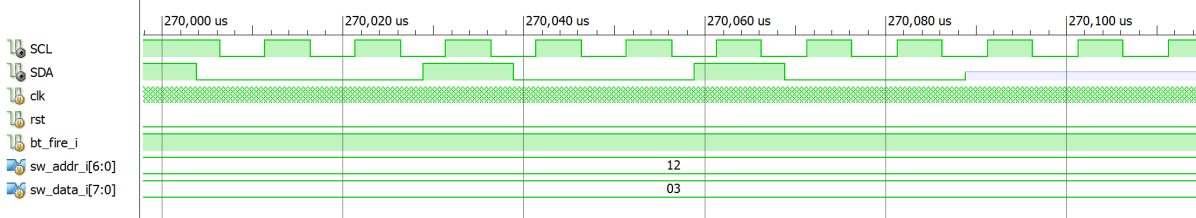 270,000 us 270,020 us 270,040 us 270,060 us 270,080 us 270,100 us
SCL
SDA
clk
rst
bt_fire_i
sw_addr_i[6:0] 12
sw_data_i[7:0] 03